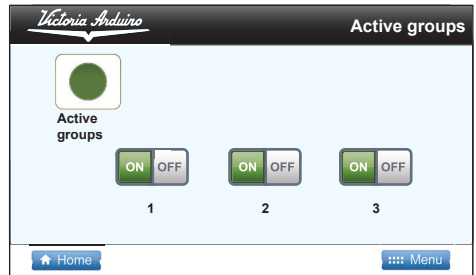 Victoria Arduino
Active groups
Active
groups
ON OFF ON OFF ON OFF
1 2 3
Home Menu